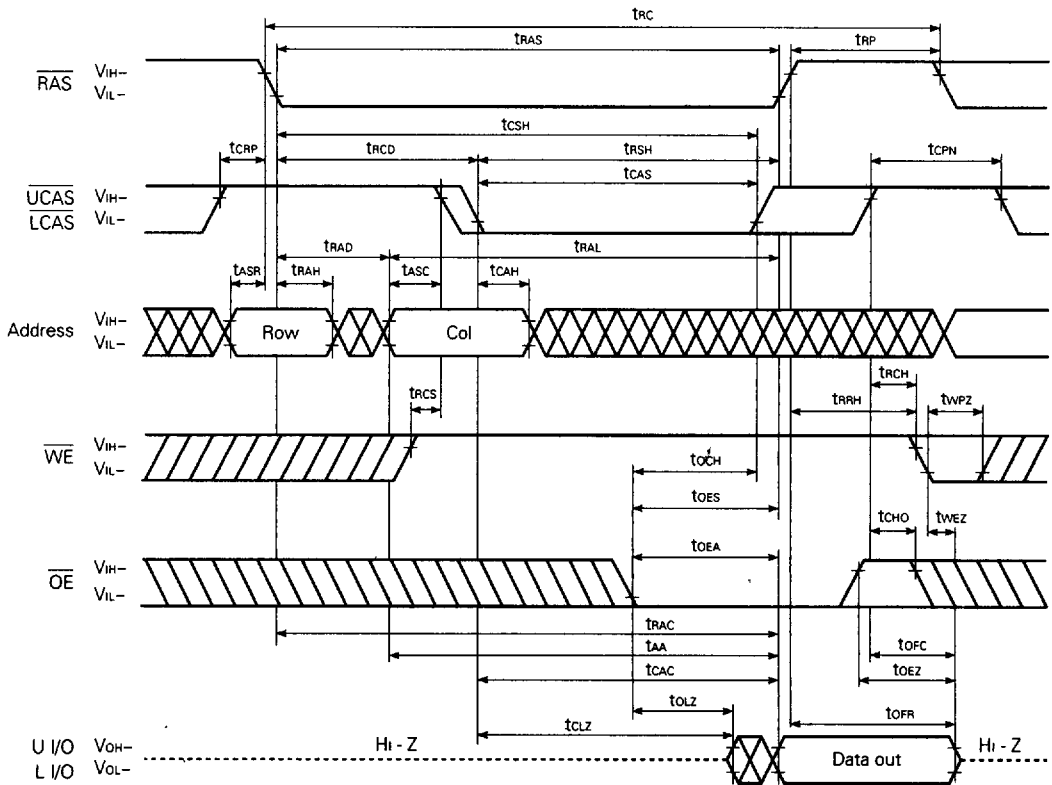 tRC
tRAS
tRP
RAS
VIH-
VIL-
tCSH
tCRP
tRCD
tRSH
tCPN
tCAS
UCAS
LCAS
VIH-
VIL-
tRAD
tRAL
tASR
tRAH
tASC
tCAH
Address
VIH-
VIL-
Row
Col
tRCS
tRCH
tRRH
tWPZ
WE
VIH-
VIL-
tOCH
tOES
tCHO
tWEZ
tOEA
OE
VIH-
VIL-
tRAC
tAA
tOFC
tCAC
tOEZ
tOLZ
tCLZ
tOFR
U I/O
L I/O
VOH-
VOL-
HI - Z
Data out
HI - Z